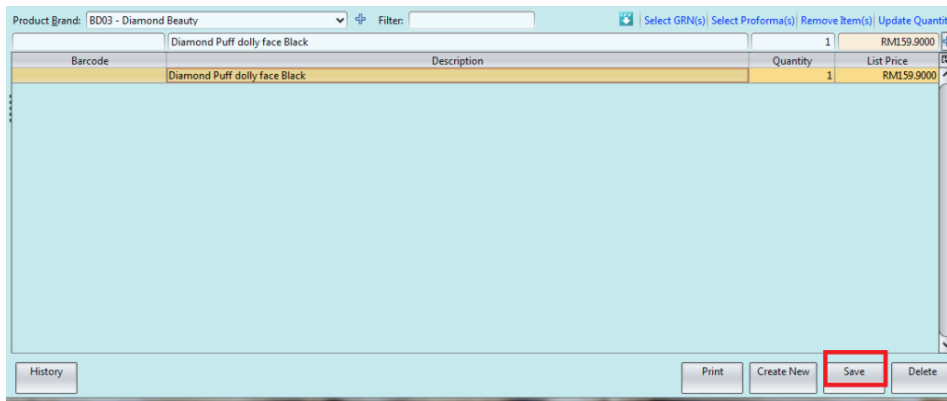 Product Brand: BD03 - Diamond Beauty Filter: Select GRN(s) Select Proforma(s) Remove Item(s) Update Quantit
Diamond Puff dolly face Black 1 RM159.9000
Barcode Description Quantity List Price
Diamond Puff dolly face Black 1 RM159.9000
History Print Create New Save Delete